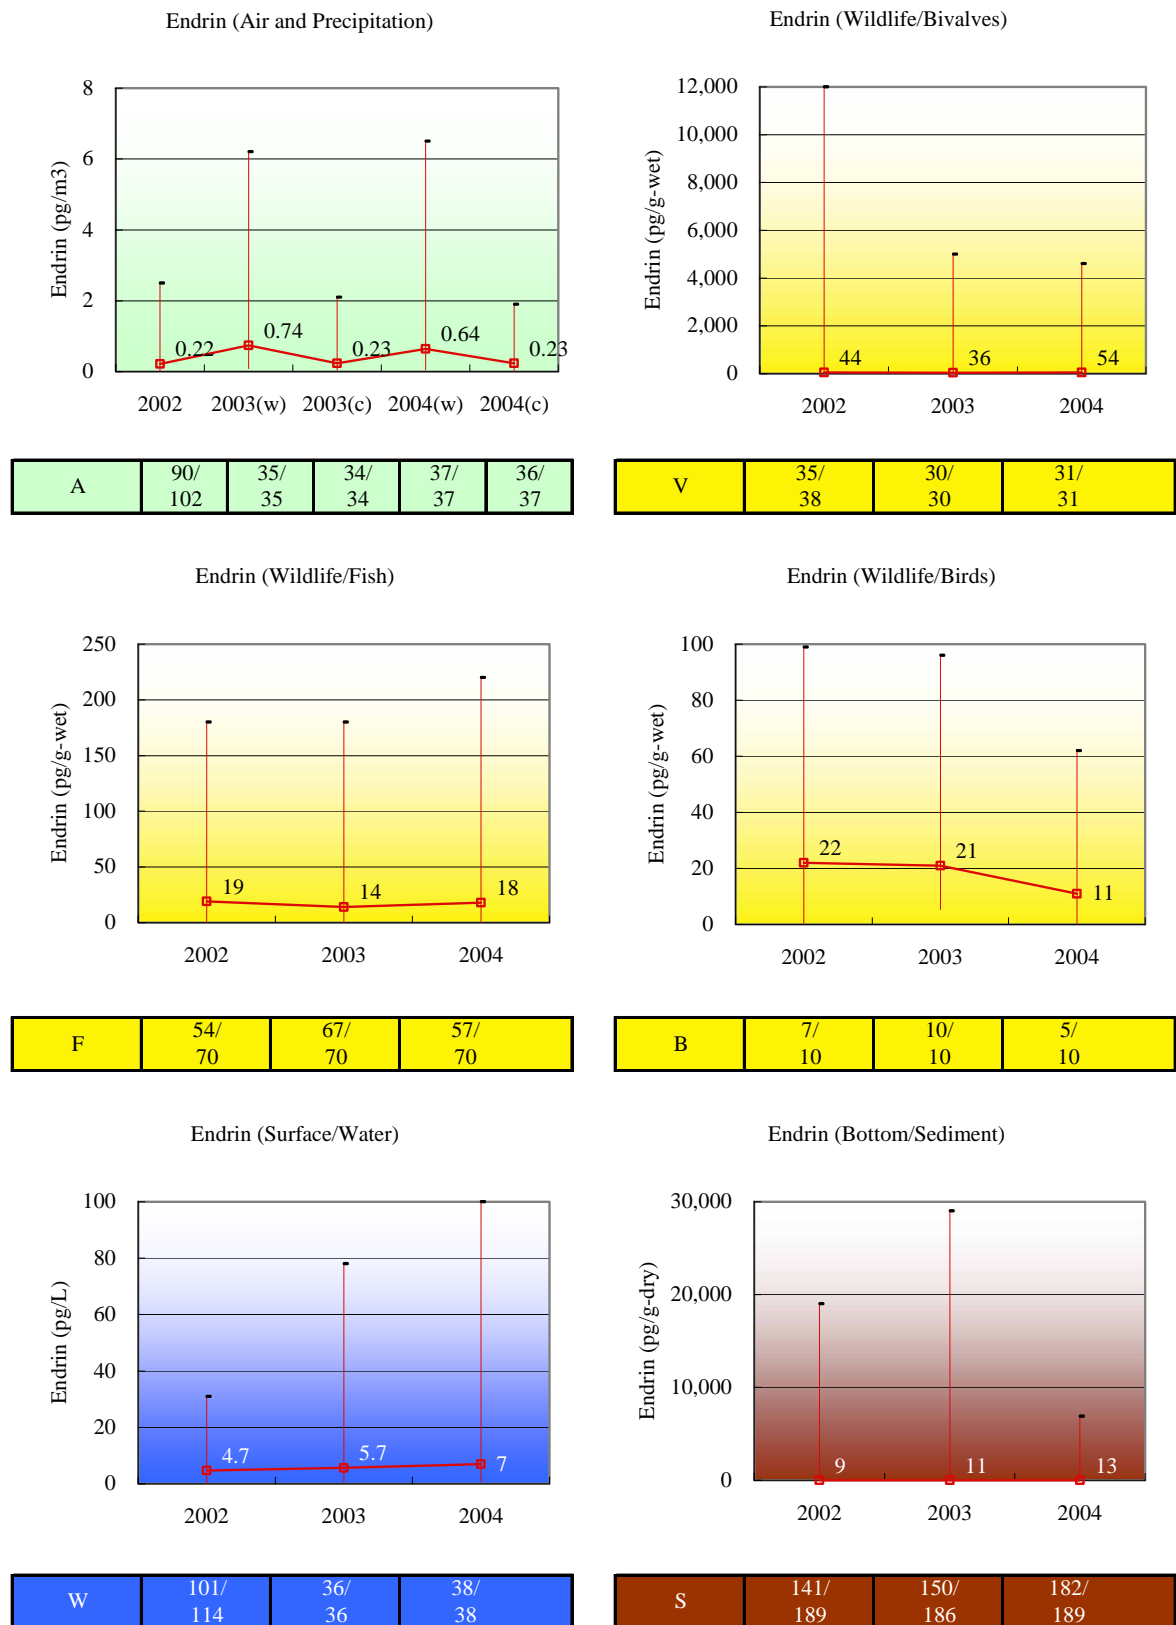 Endrin (Air and Precipitation)
Endrin (pg/m3)
8
6
4
2
0
0.22
0.74
0.23
0.64
0.23
2002 2003(w) 2003(c) 2004(w) 2004(c)
A 90/ 35/ 34/ 37/ 36/
102 35 34 37 37
Endrin (Wildlife/Bivalves)
Endrin (pg/g-wet)
12,000
10,000
8,000
6,000
4,000
2,000
0
44 36 54
2002 2003 2004
V 35/ 30/ 31/
38 30 31
Endrin (Wildlife/Fish)
Endrin (pg/g-wet)
250
200
150
100
50
0
19 14 18
2002 2003 2004
F 54/ 67/ 57/
70 70 70
Endrin (Wildlife/Birds)
Endrin (pg/g-wet)
100
80
60
40
20
0
22 21 11
2002 2003 2004
B 7/ 10/ 5/
10 10 10
Endrin (Surface/Water)
Endrin (pg/L)
100
80
60
40
20
0
4.7 5.7 7
2002 2003 2004
W 101/ 36/ 38/
114 36 38
Endrin (Bottom/Sediment)
Endrin (pg/g-dry)
30,000
20,000
10,000
0
9 11 13
2002 2003 2004
S 141/ 150/ 182/
189 186 189